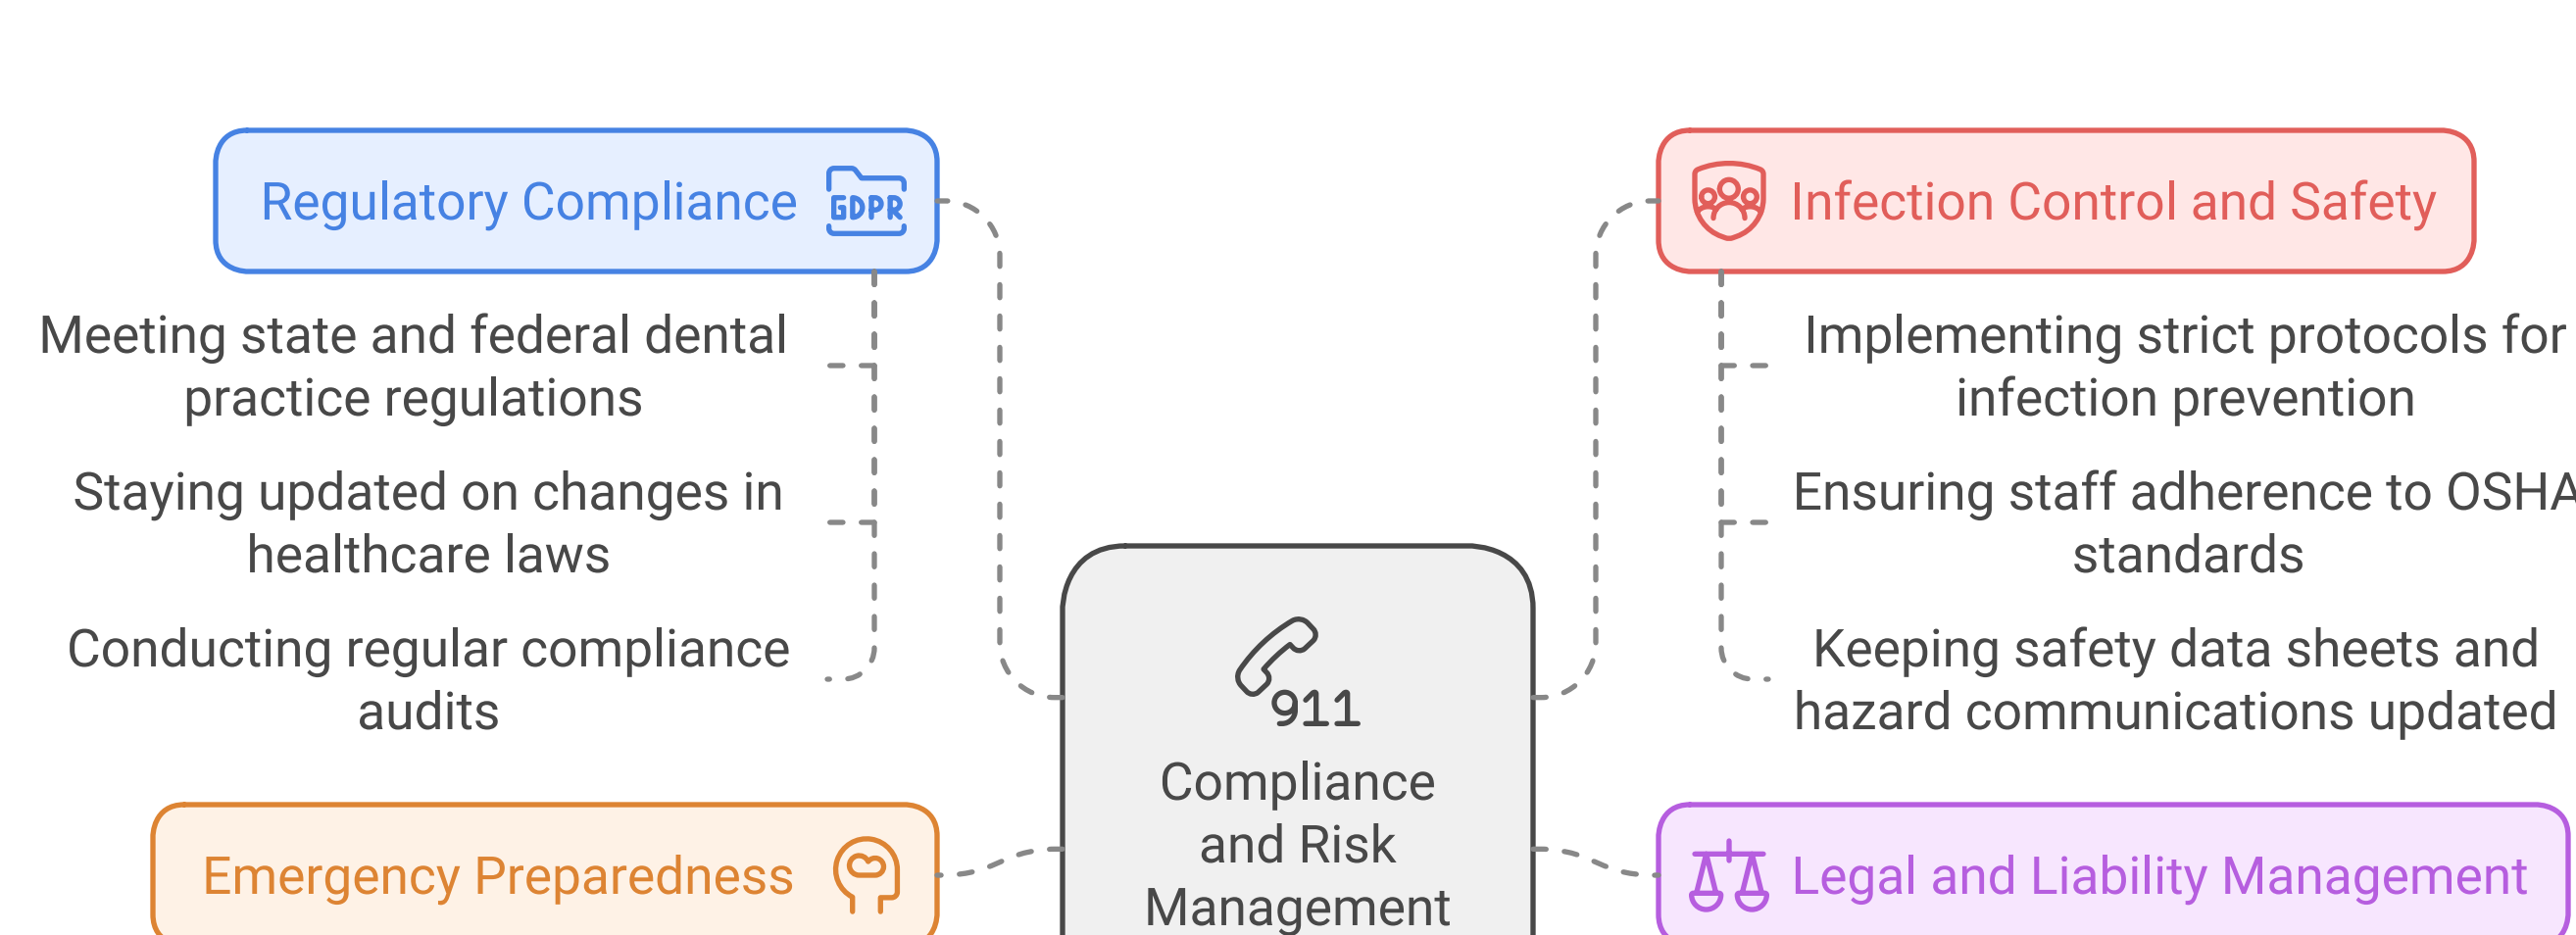 Regulatory Compliance
GDPR
Meeting state and federal dental
practice regulations
Staying updated on changes in
healthcare laws
Conducting regular compliance
audits
Emergency Preparedness
911
Compliance
and Risk
Management
Infection Control and Safety
Implementing strict protocols for
infection prevention
Ensuring staff adherence to OSHA
standards
Keeping safety data sheets and
hazard communications updated
Legal and Liability Management